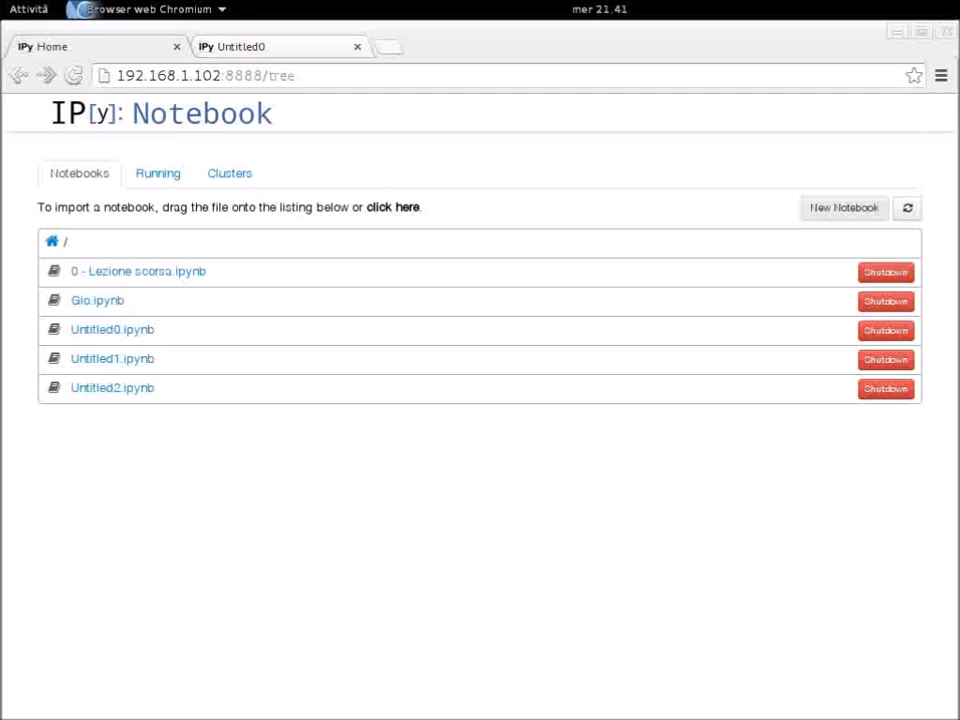 Attività Browser web Chromium mer 21.41
IPy Home IPy Untitled0
192.168.1.102:8888/tree
IP[y]: Notebook
Notebooks Running Clusters
To import a notebook, drag the file onto the listing below or click here. New Notebook
/
0 - Lezione scorsa.ipynb Shutdown
Gio.ipynb Shutdown
Untitled0.ipynb Shutdown
Untitled1.ipynb Shutdown
Untitled2.ipynb Shutdown